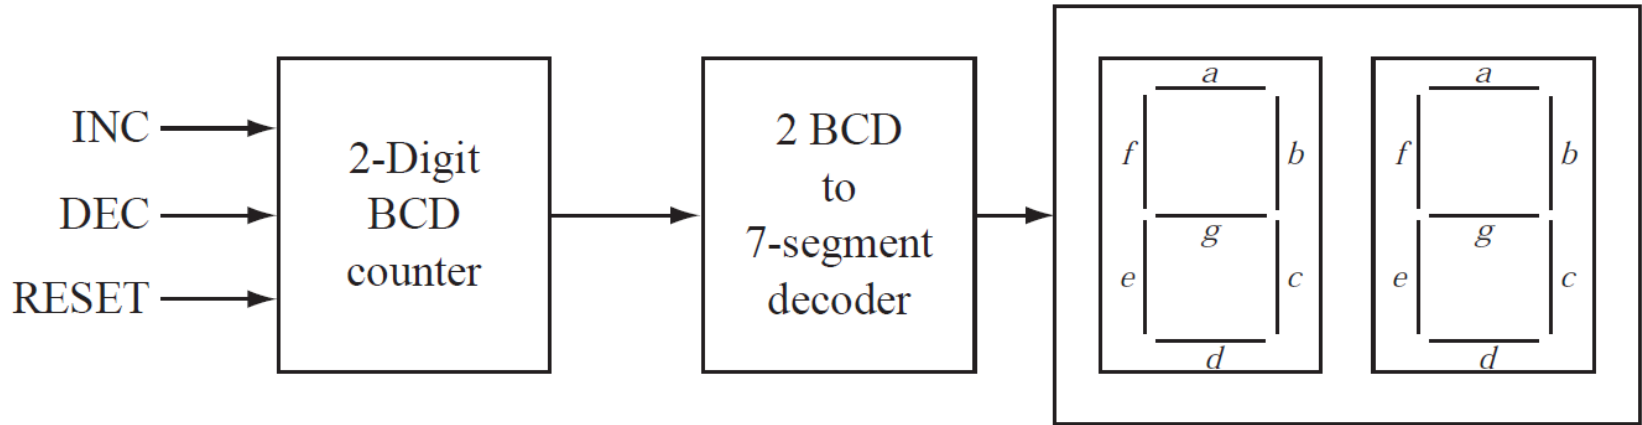 INC
DEC
RESET
2-Digit
BCD
counter
2 BCD
to
7-segment
decoder
a
f
b
g
e
c
d
a
f
b
g
e
c
d